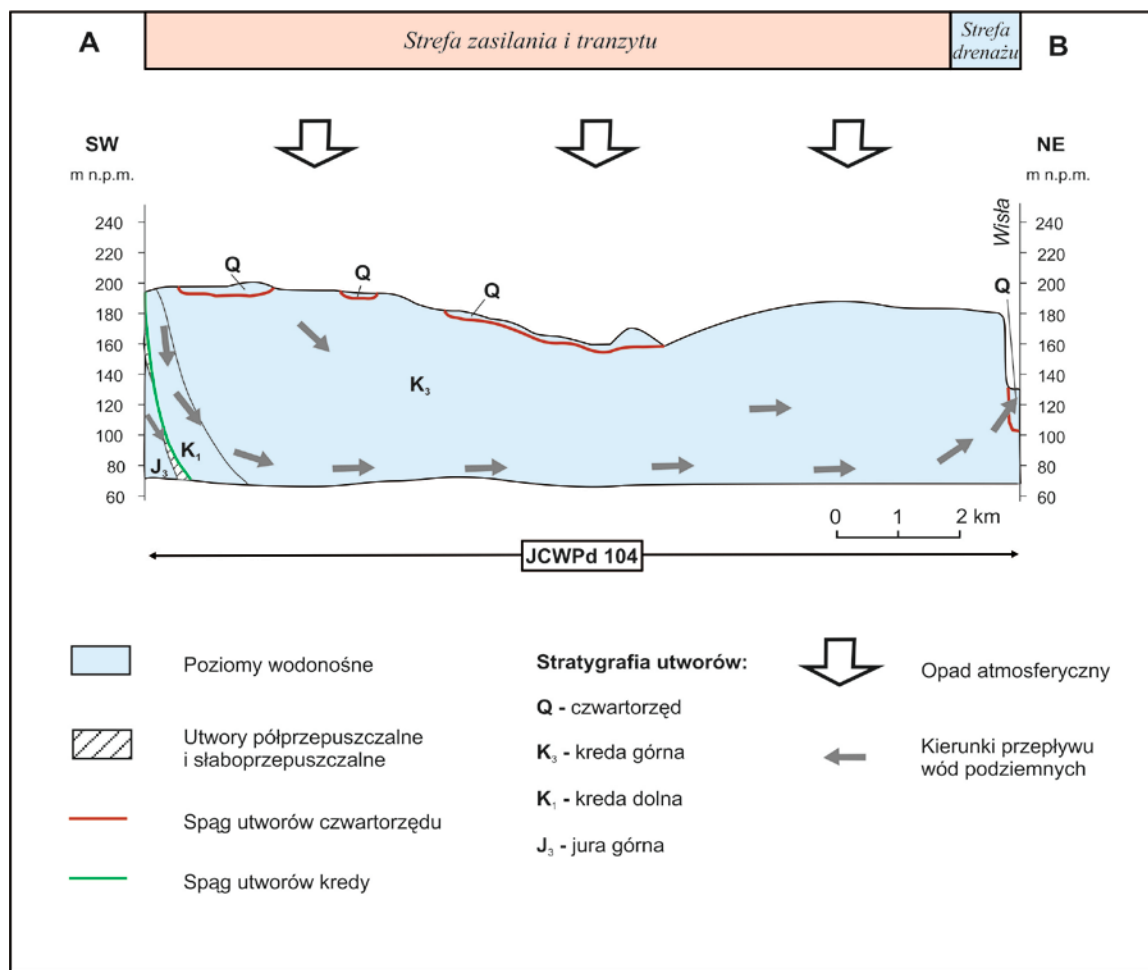 A
Strefa zasilania i tranzytu
Strefa
drenażu
B
SW
m n.p.m.
NE
m n.p.m.
Wisła
240
220
200
180
160
140
120
100
80
60
240
220
200
180
160
140
120
100
80
60
Q
Q
Q
Q
K₃
K₁
J₃
0 1 2 km
JCWPd 104
Poziomy wodonośne
Utwory półprzepuszczalne
i słaboprzepuszczalne
Spąg utworów czwartorzędu
Spąg utworów kredy
Stratygrafia utworów:
Q - czwartorzęd
K₃ - kreda górna
K₁ - kreda dolna
J₃ - jura górna
Opad atmosferyczny
Kierunki przepływu
wód podziemnych